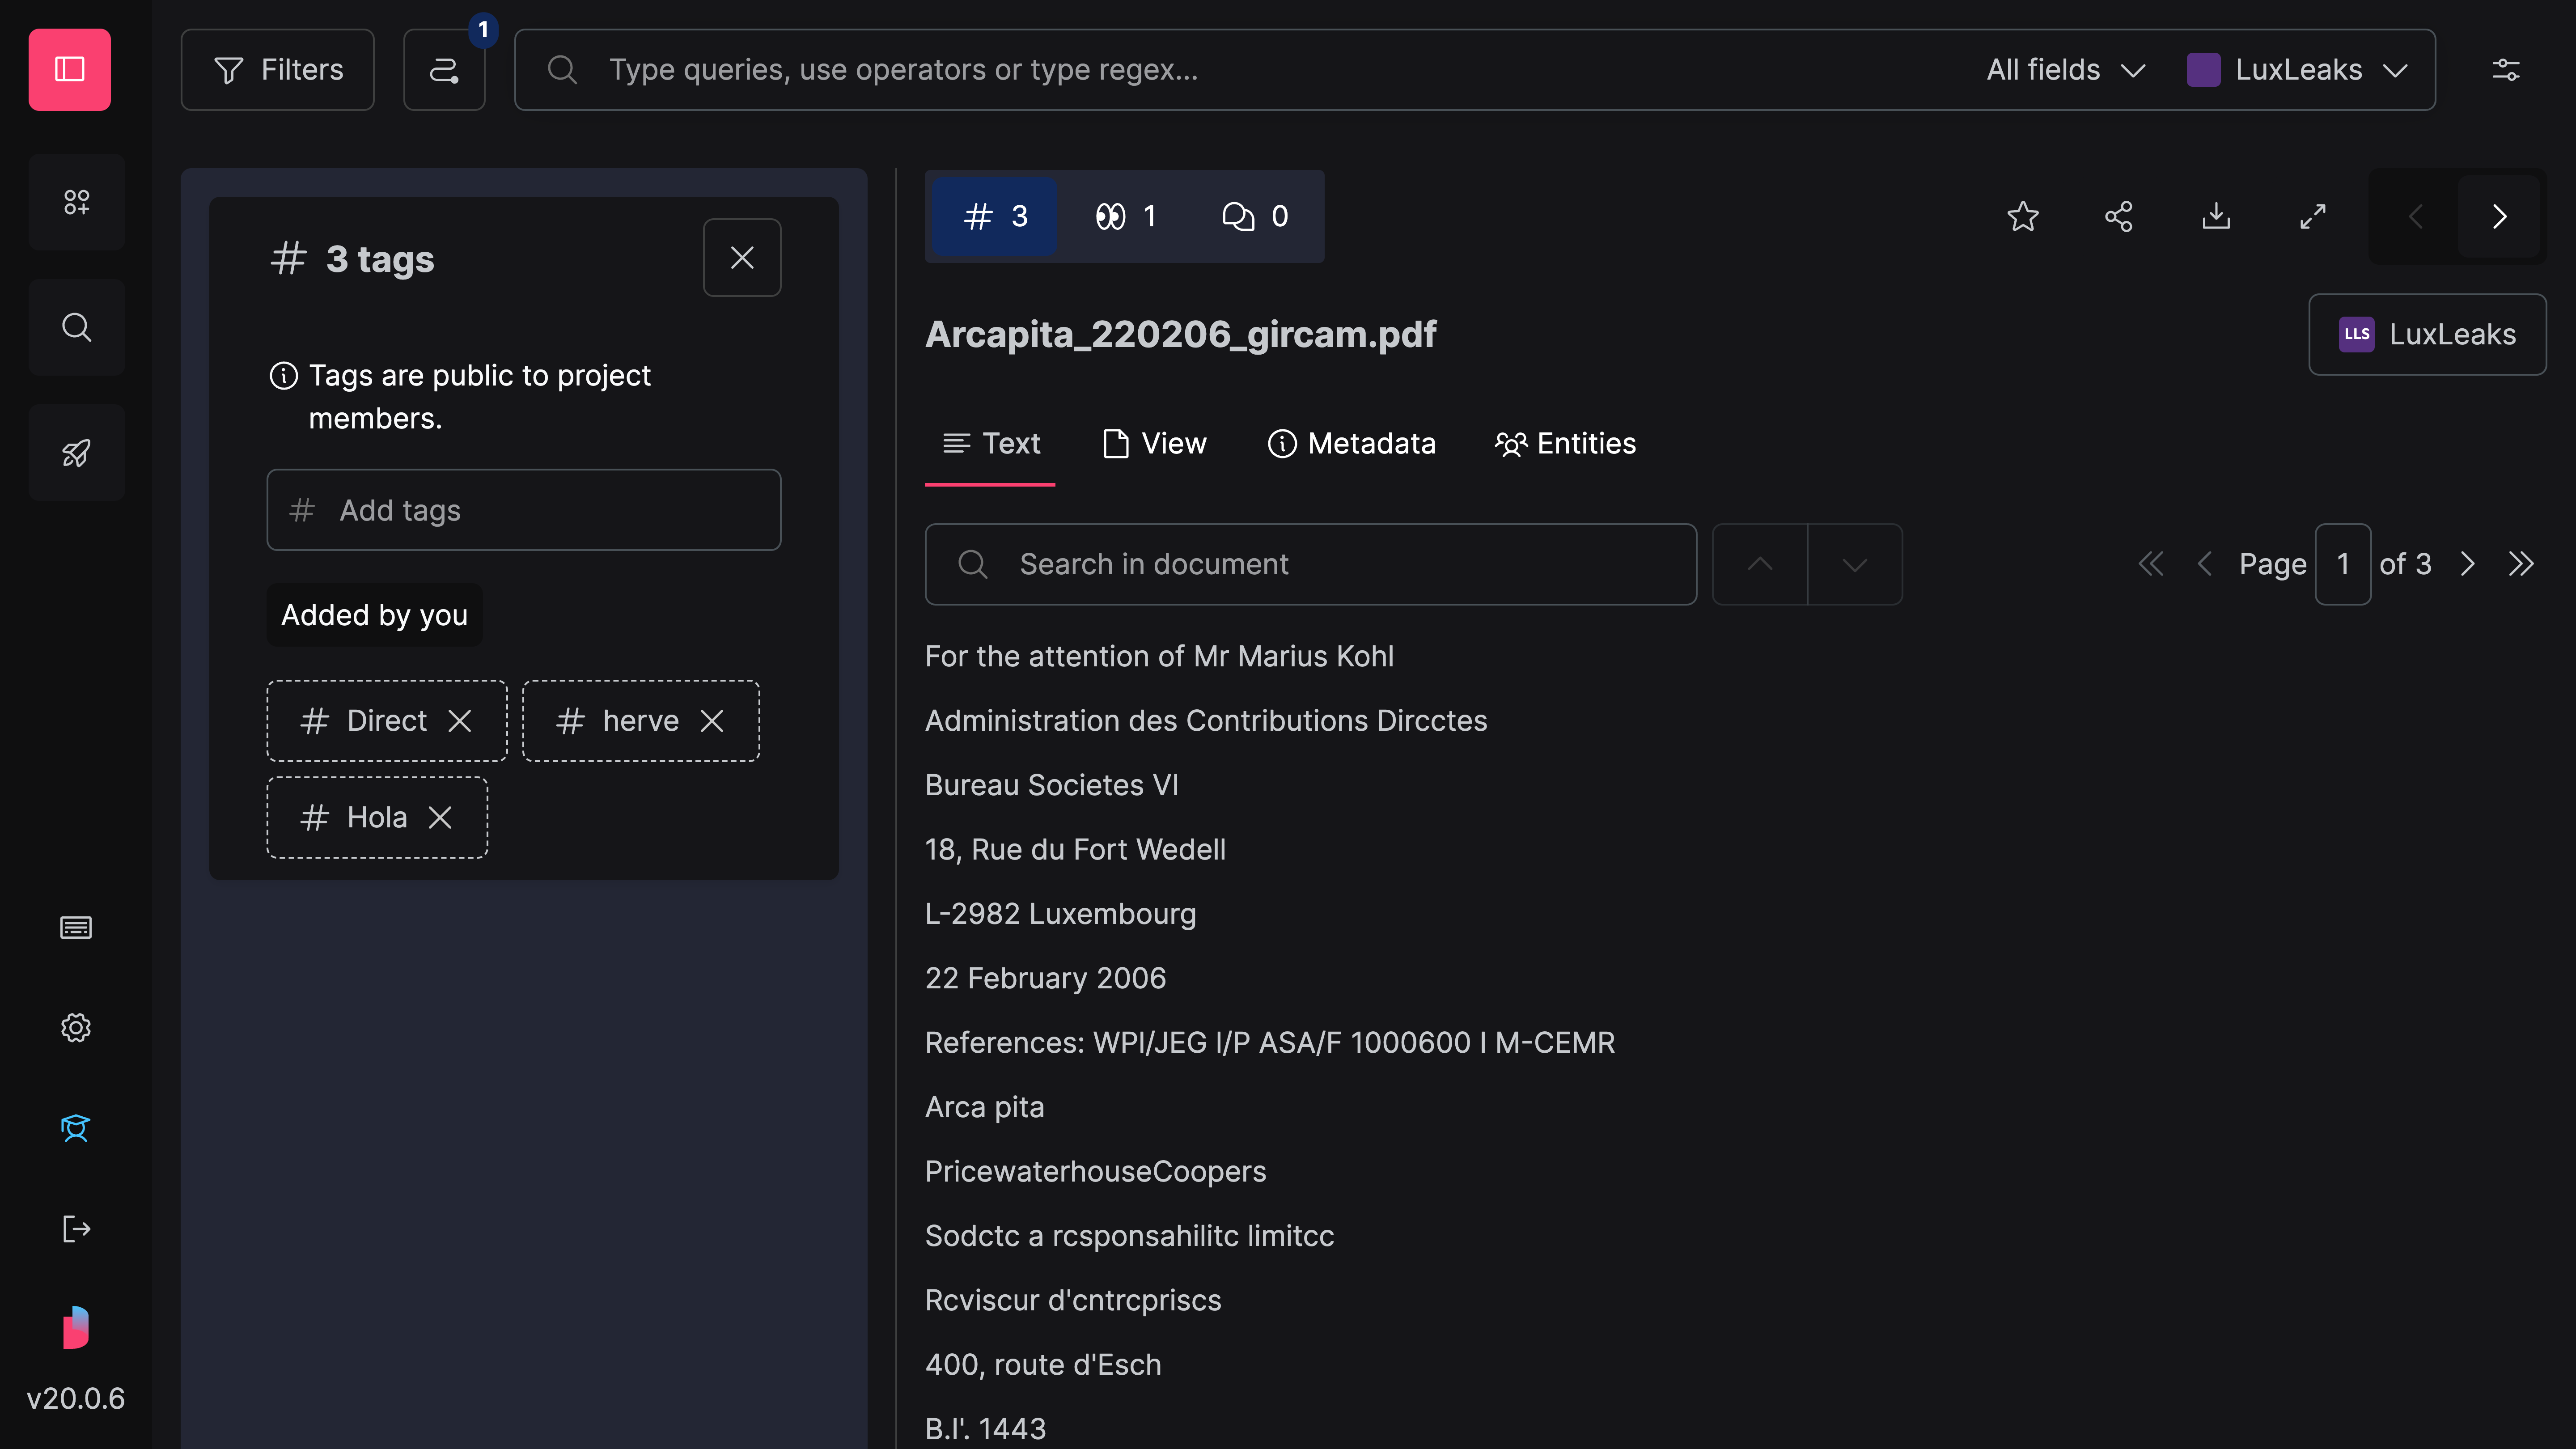 1
Filters
Type queries, use operators or type regex...
All fields
LuxLeaks
# 3 tags
Tags are public to project
members.
# Add tags
Added by you
# Direct
# herve
# Hola
# 3
1
0
Arcapita_220206_gircam.pdf
LLS LuxLeaks
Text
View
Metadata
Entities
Search in document
Page 1 of 3
For the attention of Mr Marius Kohl
Administration des Contributions Dircctes
Bureau Societes VI
18, Rue du Fort Wedell
L-2982 Luxembourg
22 February 2006
References: WPI/JEG I/P ASA/F 1000600 I M-CEMR
Arca pita
PricewaterhouseCoopers
Sodctc a rcsponsahilitc limitcc
Rcviscur d'cntrcpriscs
400, route d'Esch
B.I'. 1443
v20.0.6